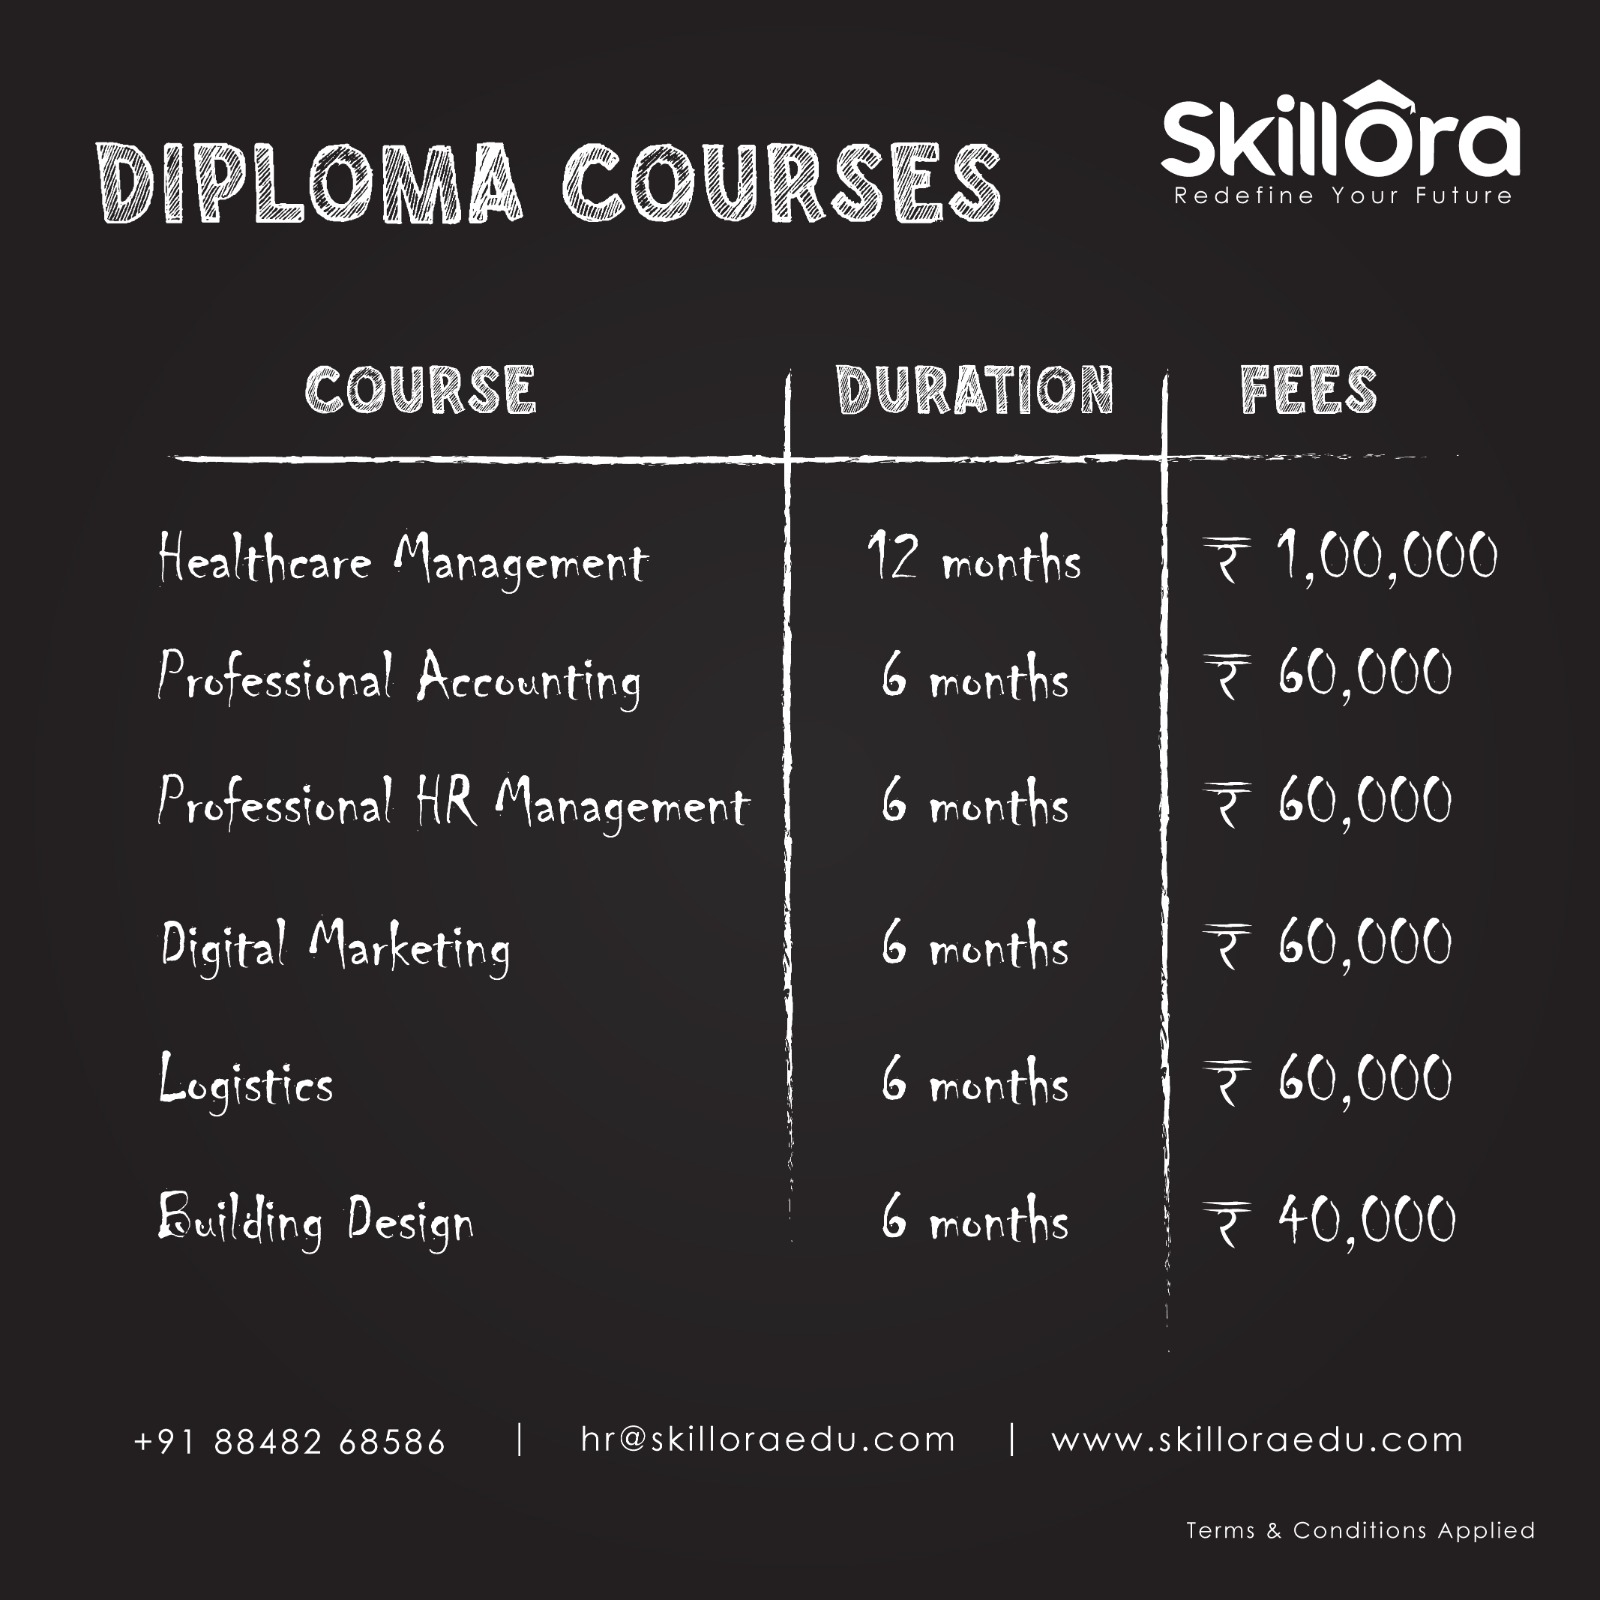 DIPLOMA COURSES
SkillOra
Redefine Your Future
COURSE DURATION FEES
Healthcare Management 12 months ₹ 1,00,000
Professional Accounting 6 months ₹ 60,000
Professional HR Management 6 months ₹ 60,000
Digital Marketing 6 months ₹ 60,000
Logistics 6 months ₹ 60,000
Building Design 6 months ₹ 40,000
+91 88482 68586 | hr@skilloraedu.com | www.skilloraedu.com
Terms & Conditions Applied